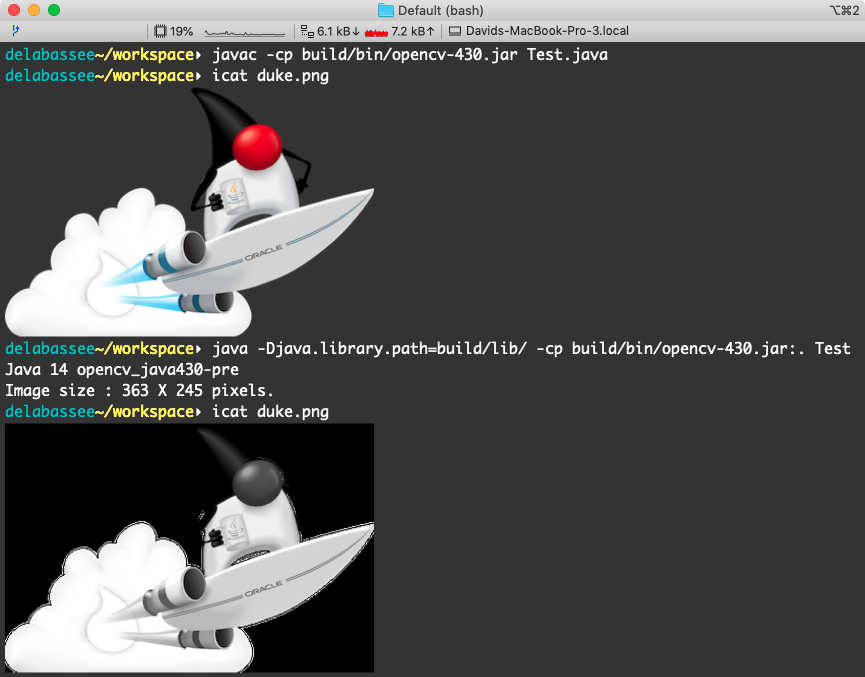 Default (bash)
⌥⌘2
19%
6.1 kB↓
7.2 kB↑
Davids-MacBook-Pro-3.local
delabassee~/workspace‣ javac -cp build/bin/opencv-430.jar Test.java
delabassee~/workspace‣ icat duke.png
ORACLE
delabassee~/workspace‣ java -Djava.library.path=build/lib/ -cp build/bin/opencv-430.jar:. Test
Java 14 opencv_java430-pre
Image size : 363 X 245 pixels.
delabassee~/workspace‣ icat duke.png
ORACLE